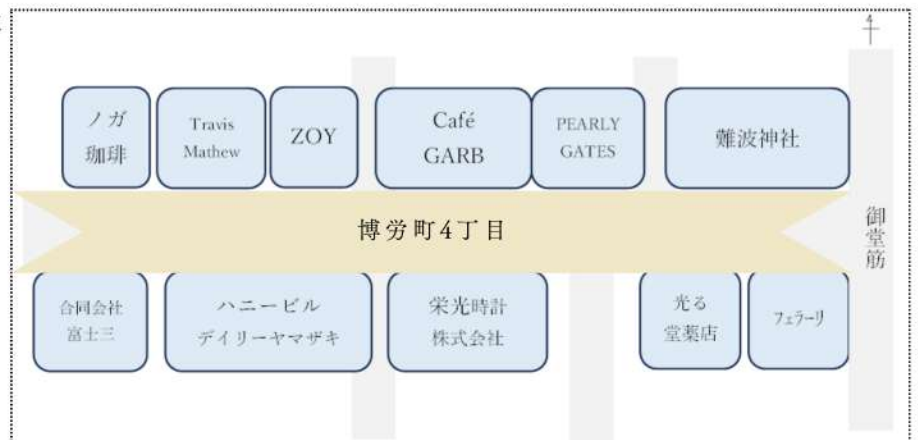 4
ノガ
珈琲
Travis
Mathew
ZOY
Café
GARB
PEARLY
GATES
難波神社
博労町4丁目
御堂筋
合同会社
富士三
ハニービル
デイリーヤマザキ
栄光時計
株式会社
光る
堂薬店
フェラーリ